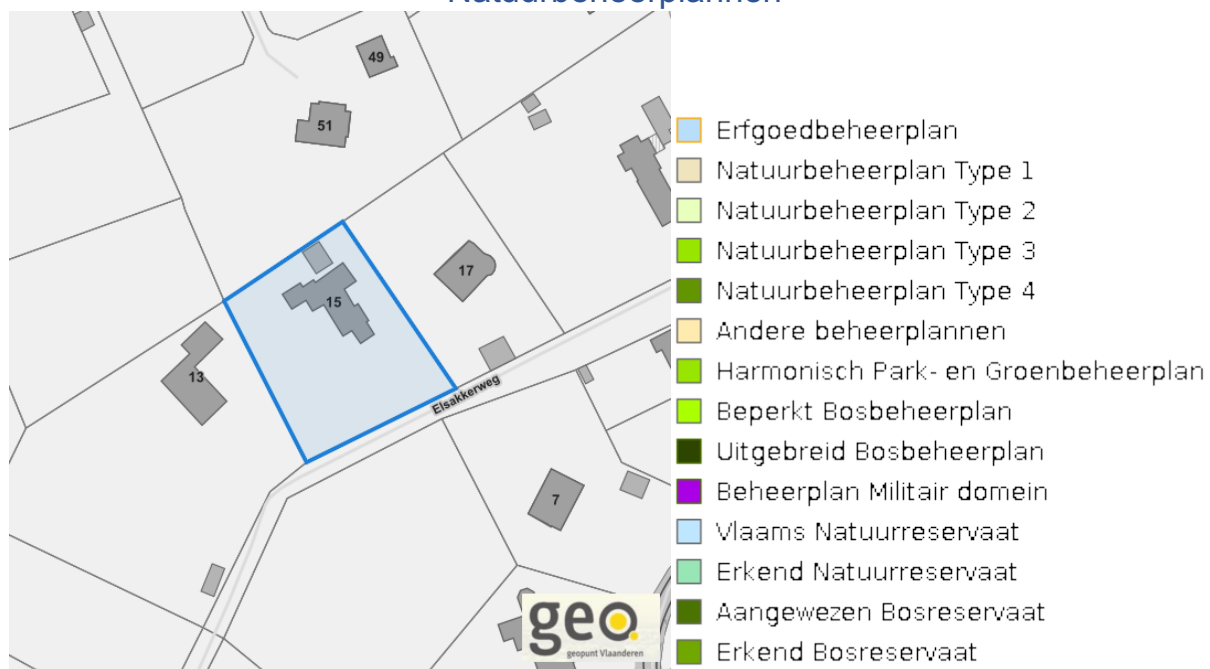 Natuurbeheerplannen
49
51
17
15
13
Elsakkerweg
7
geo.
geopunt Vlaanderen
Erfgoedbeheerplan
Natuurbeheerplan Type 1
Natuurbeheerplan Type 2
Natuurbeheerplan Type 3
Natuurbeheerplan Type 4
Andere beheerplannen
Harmonisch Park- en Groenbeheerplan
Beperkt Bosbeheerplan
Uitgebreid Bosbeheerplan
Beheerplan Militair domein
Vlaams Natuurreservaat
Erkend Natuurreservaat
Aangewezen Bosreservaat
Erkend Bosreservaat